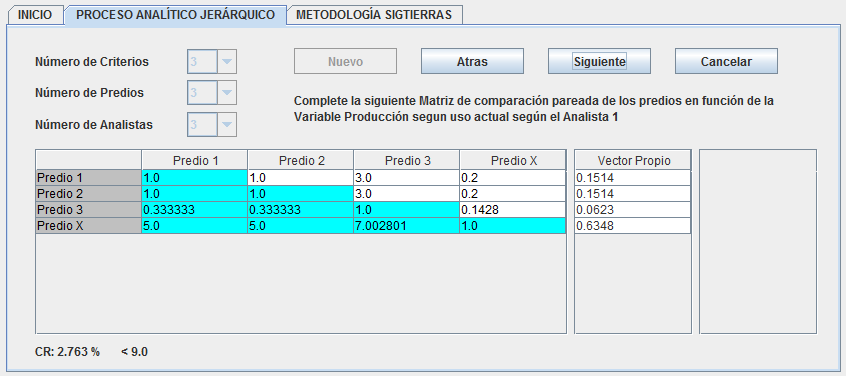 INICIO PROCESO ANALÍTICO JERÁRQUICO METODOLOGÍA SIGTIERRAS
Número de Criterios 3 Nuevo Atras Siguiente Cancelar
Número de Predios 3
Número de Analistas 3
Complete la siguiente Matriz de comparación pareada de los predios en función de la
Variable Producción segun uso actual según el Analista 1
Predio 1 Predio 2 Predio 3 Predio X Vector Propio
Predio 1 1.0 1.0 3.0 0.2 0.1514
Predio 2 1.0 1.0 3.0 0.2 0.1514
Predio 3 0.333333 0.333333 1.0 0.1428 0.0623
Predio X 5.0 5.0 7.002801 1.0 0.6348
CR: 2.763 % < 9.0